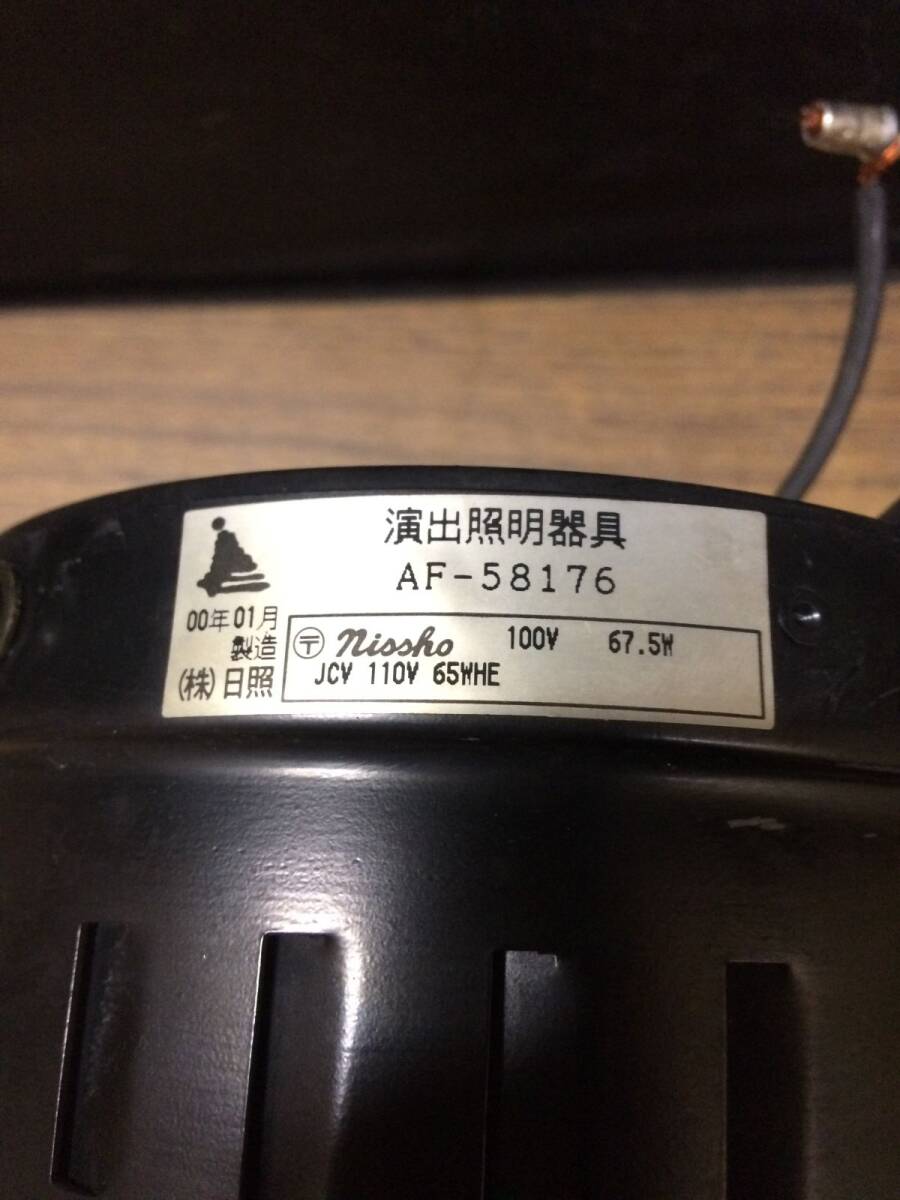 演出照明器具
AF-58176
00年01月
製造
(株)日照
〒 nissho 100V 67.5W
JCV 110V 65WHE